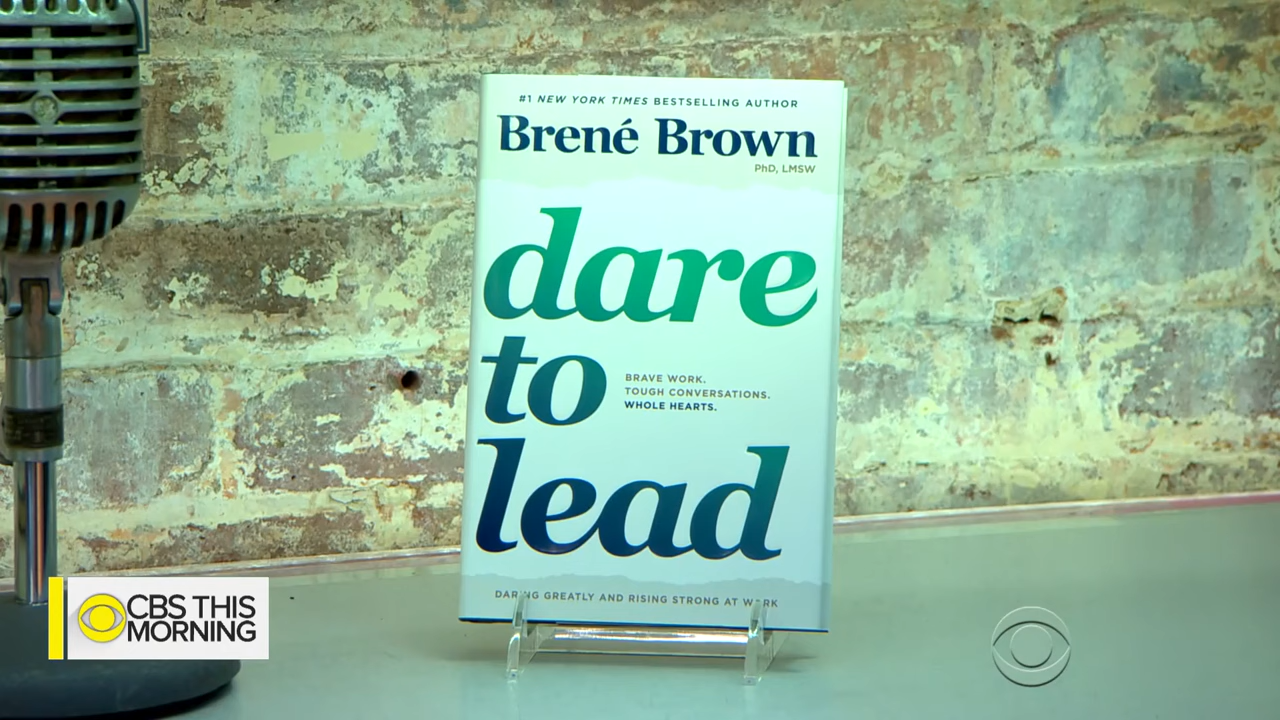 #1 NEW YORK TIMES BESTSELLING AUTHOR
Brené Brown
PhD, LMSW
dare
to
BRAVE WORK.
TOUGH CONVERSATIONS.
WHOLE HEARTS.
lead
DARING GREATLY AND RISING STRONG AT WORK
CBS THIS
MORNING